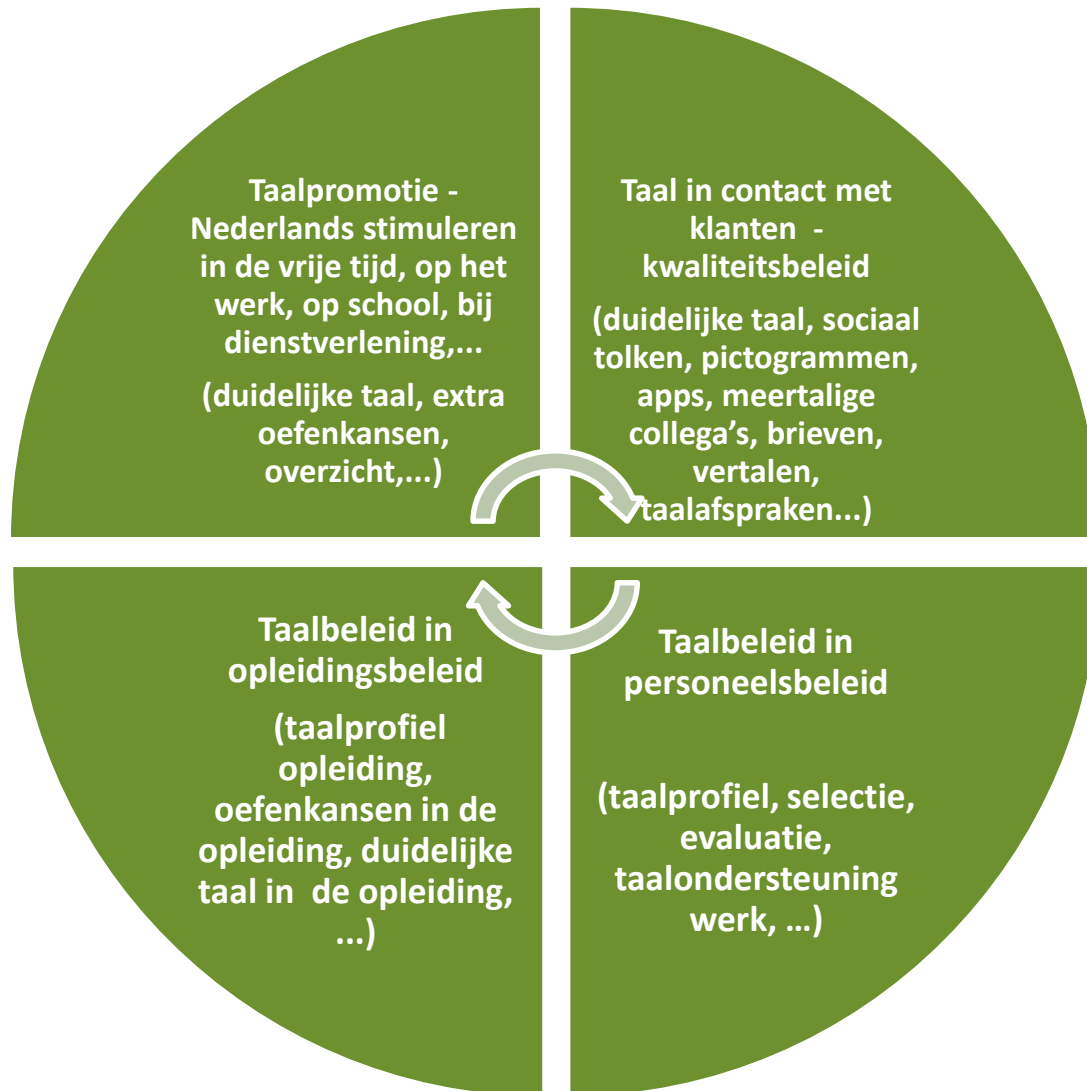 Taalpromotie -
Nederlands stimuleren
in de vrije tijd, op het
werk, op school, bij
dienstverlening,...
(duidelijke taal, extra
oefenkansen,
overzicht,...)
Taal in contact met
klanten  -
kwaliteitsbeleid
(duidelijke taal, sociaal
tolken, pictogrammen,
apps, meertalige
collega's, brieven,
vertalen,
taalafspraken...)
Taalbeleid in
opleidingsbeleid
(taalprofiel
opleiding,
oefenkansen in de
opleiding, duidelijke
taal in  de opleiding,
...)
Taalbeleid in
personeelsbeleid
(taalprofiel, selectie,
evaluatie,
taalondersteuning
werk, ...)